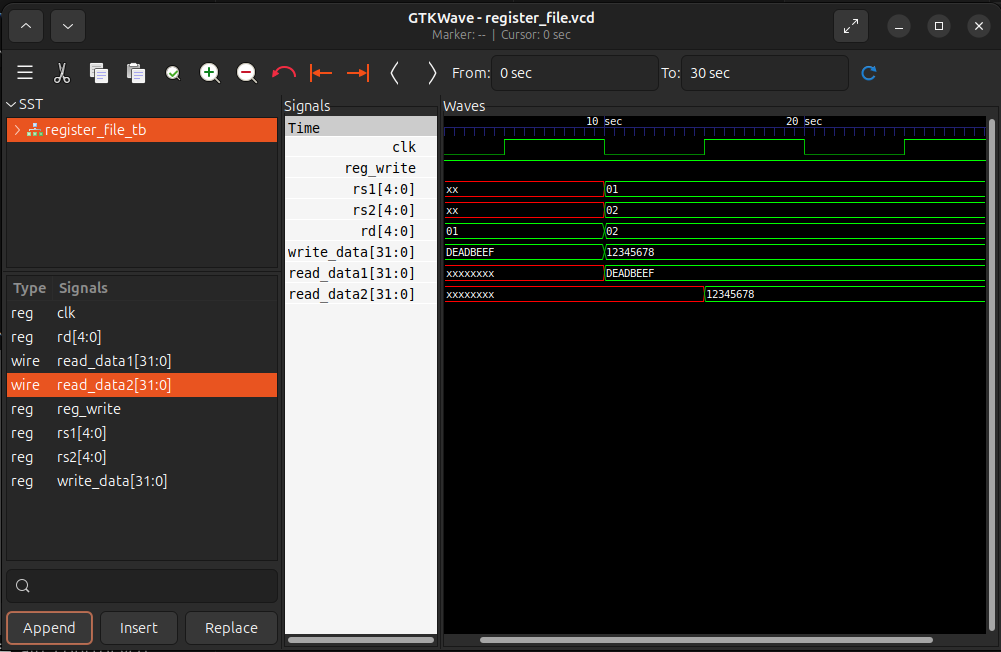 GTKWave - register_file.vcd
Marker: -- | Cursor: 0 sec
From: 0 sec To: 30 sec
SST
register_file_tb
Type Signals
reg clk
reg rd[4:0]
wire read_data1[31:0]
wire read_data2[31:0]
reg reg_write
reg rs1[4:0]
reg rs2[4:0]
reg write_data[31:0]
Append Insert Replace
Signals
Time
clk
reg_write
rs1[4:0]
rs2[4:0]
rd[4:0]
write_data[31:0]
read_data1[31:0]
read_data2[31:0]
Waves
10 sec 20 sec
xx 01
xx 02
01 02
DEADBEEF 12345678
xxxxxxxx DEADBEEF
xxxxxxxx 12345678